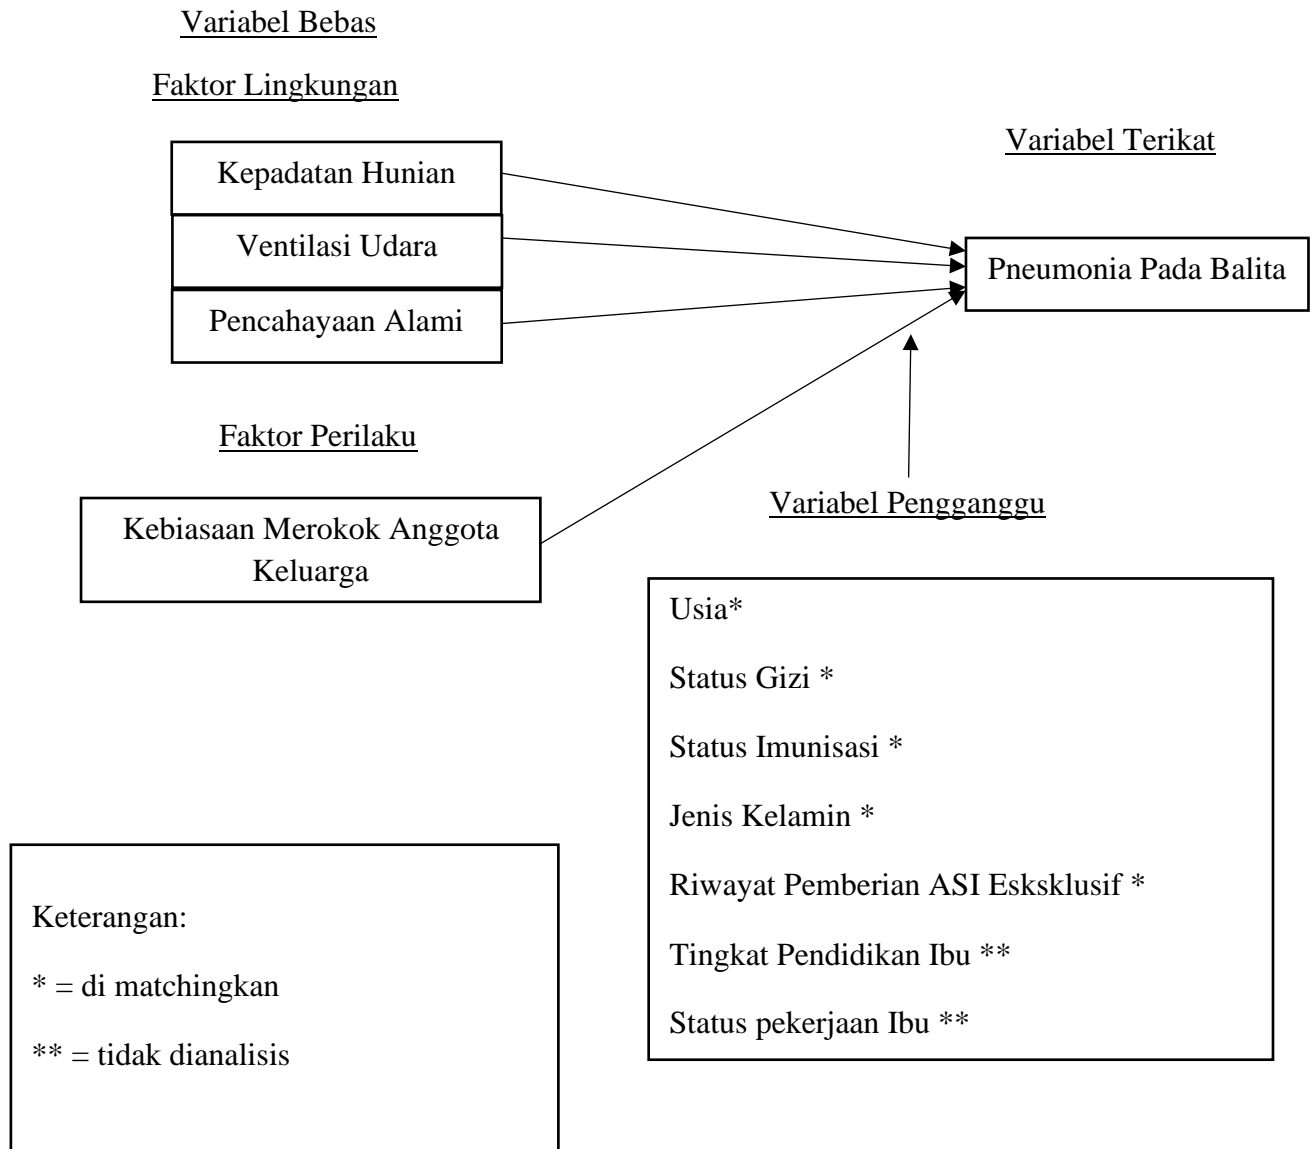 Variabel Bebas
Faktor Lingkungan
Variabel Terikat
Kepadatan Hunian
Ventilasi Udara
Pneumonia Pada Balita
Pencahayaan Alami
Faktor Perilaku
Variabel Pengganggu
Kebiasaan Merokok Anggota
Keluarga
Usia*
Status Gizi *
Status Imunisasi *
Jenis Kelamin *
Riwayat Pemberian ASI Esksklusif *
Tingkat Pendidikan Ibu **
Status pekerjaan Ibu **
Keterangan:
* = di matchingkan
** = tidak dianalisis